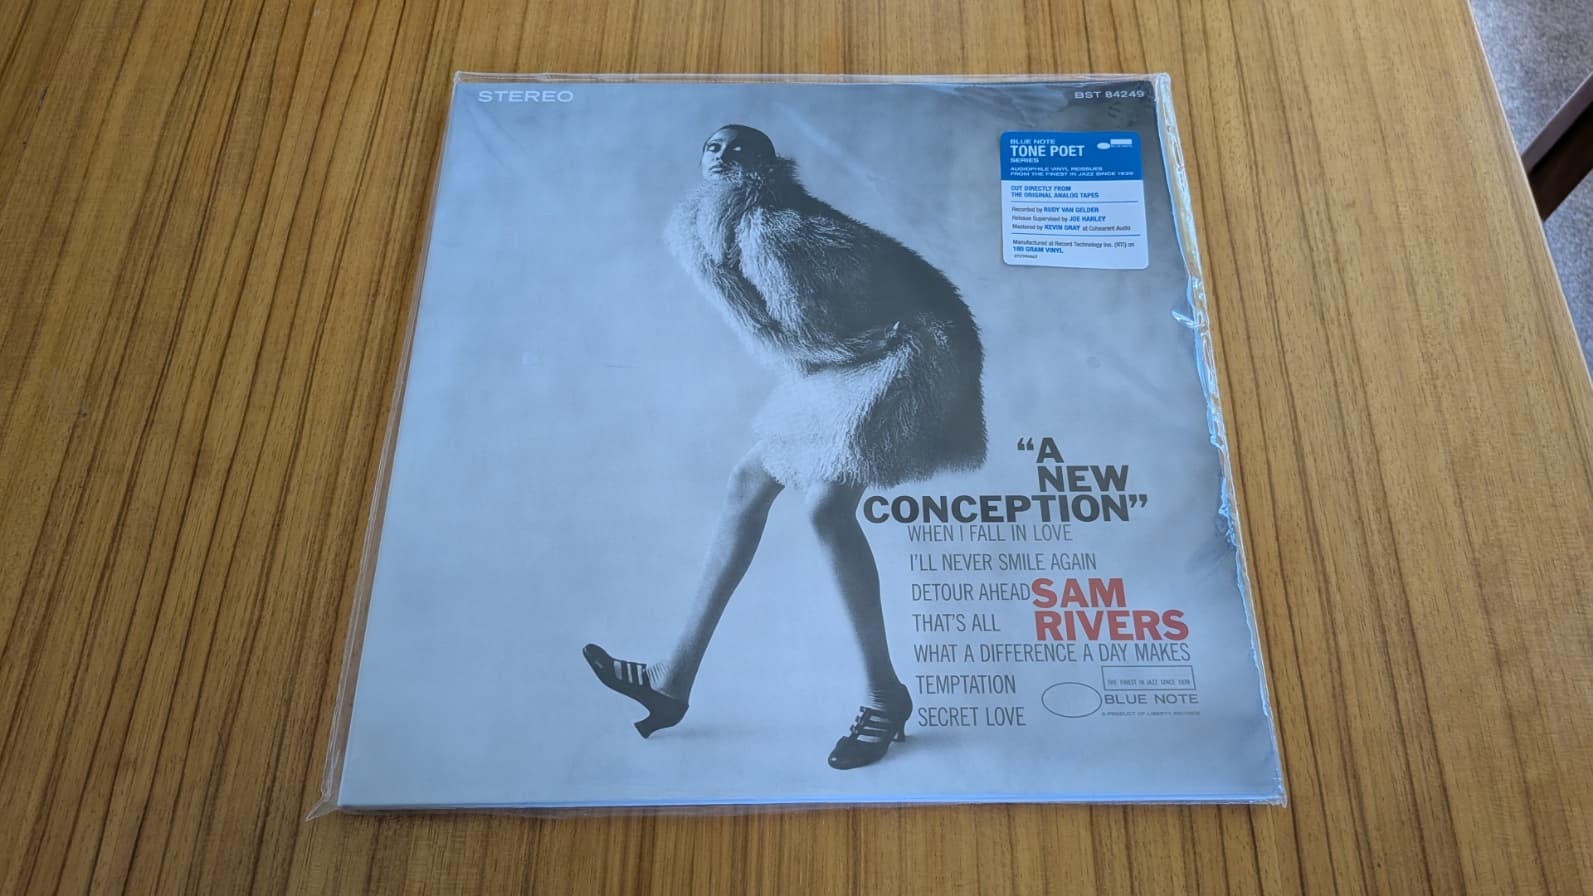 STEREO
BST 84249
BLUE NOTE
TONE POET
SERIES
AUDIOPHILE VINYL REISSUES
FROM THE FINEST IN JAZZ SINCE 1939
CUT DIRECTLY FROM
THE ORIGINAL ANALOG TAPES
Recorded by RUDY VAN GELDER
Release Supervised by JOE HARLEY
Mastered by KEVIN GRAY at Cohearent Audio
Manufactured at Record Technology Inc. (RTI) on
180 GRAM VINYL
“A
NEW
CONCEPTION”
WHEN I FALL IN LOVE
I'LL NEVER SMILE AGAIN
DETOUR AHEAD
SAM
RIVERS
THAT'S ALL
WHAT A DIFFERENCE A DAY MAKES
TEMPTATION
SECRET LOVE
THE FINEST IN JAZZ SINCE 1939
BLUE NOTE
A PRODUCT OF LIBERTY RECORDS